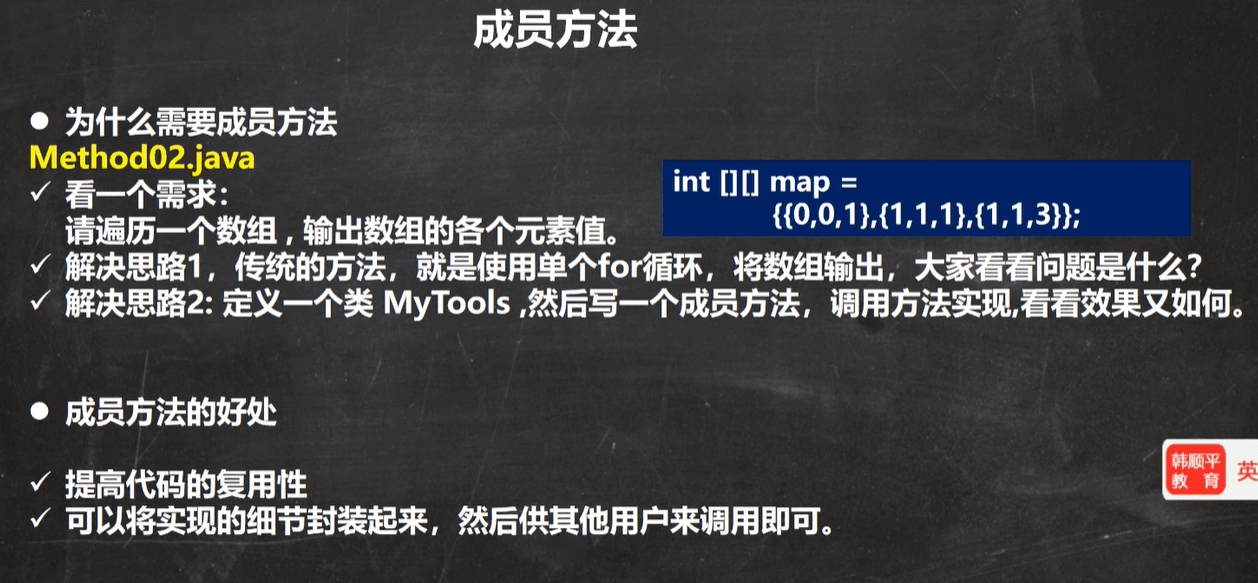 成员方法
● 为什么需要成员方法
Method02.java
✓ 看一个需求：
请遍历一个数组 , 输出数组的各个元素值。
int [][] map =
{{0,0,1},{1,1,1},{1,1,3}};
✓ 解决思路1，传统的方法，就是使用单个for循环，将数组输出，大家看看问题是什么？
✓ 解决思路2: 定义一个类 MyTools ,然后写一个成员方法，调用方法实现,看看效果又如何。
● 成员方法的好处
✓ 提高代码的复用性
✓ 可以将实现的细节封装起来，然后供其他用户来调用即可。
韩顺平
教 育
英